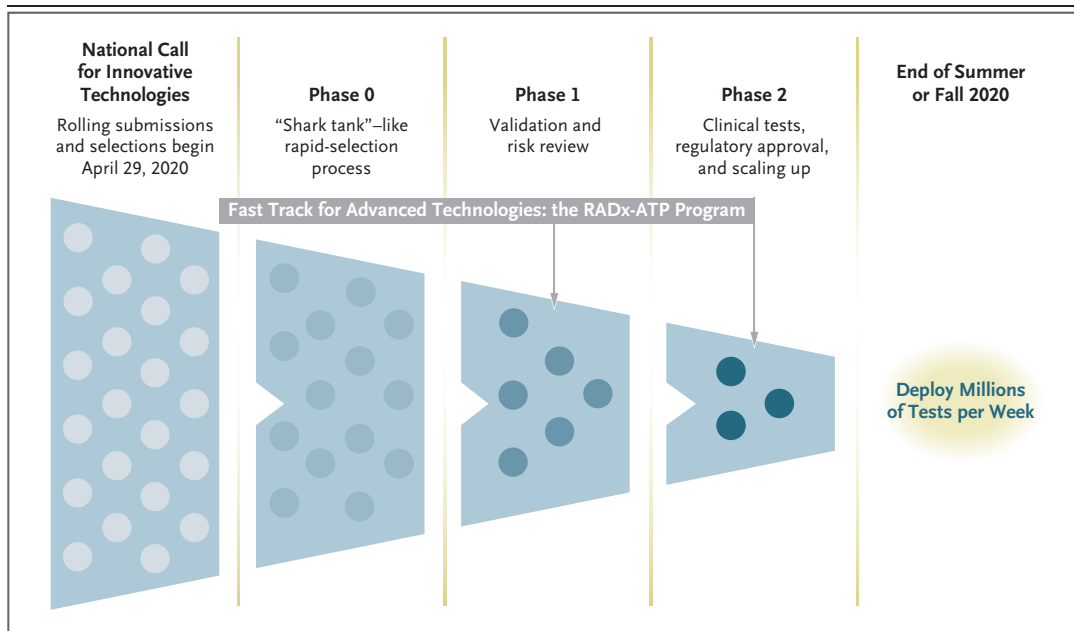 National Call
for Innovative
Technologies
Rolling submissions
and selections begin
April 29, 2020
Phase 0
“Shark tank”–like
rapid-selection
process
Phase 1
Validation and
risk review
Phase 2
Clinical tests,
regulatory approval,
and scaling up
End of Summer
or Fall 2020
Fast Track for Advanced Technologies: the RADx-ATP Program
Deploy Millions
of Tests per Week